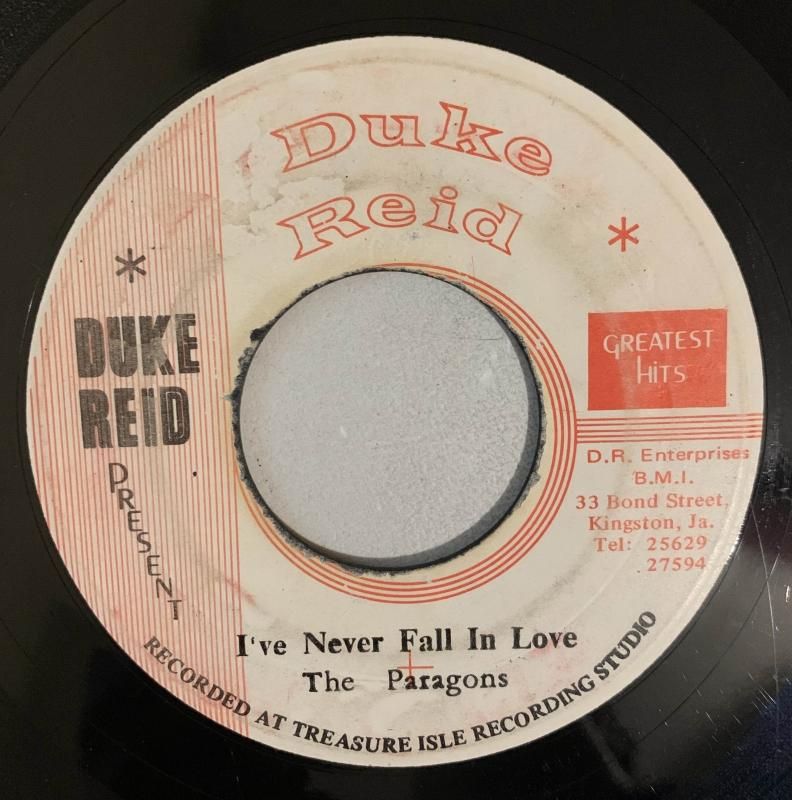 Duke
Reid
*
*
DUKE
REID
PRESENT
GREATEST
HITS
D.R. Enterprises
B.M.I.
33 Bond Street,
Kingston, Ja.
Tel: 25629
27594
I've Never Fall In Love
The Paragons
RECORDED AT TREASURE ISLE RECORDING STUDIO